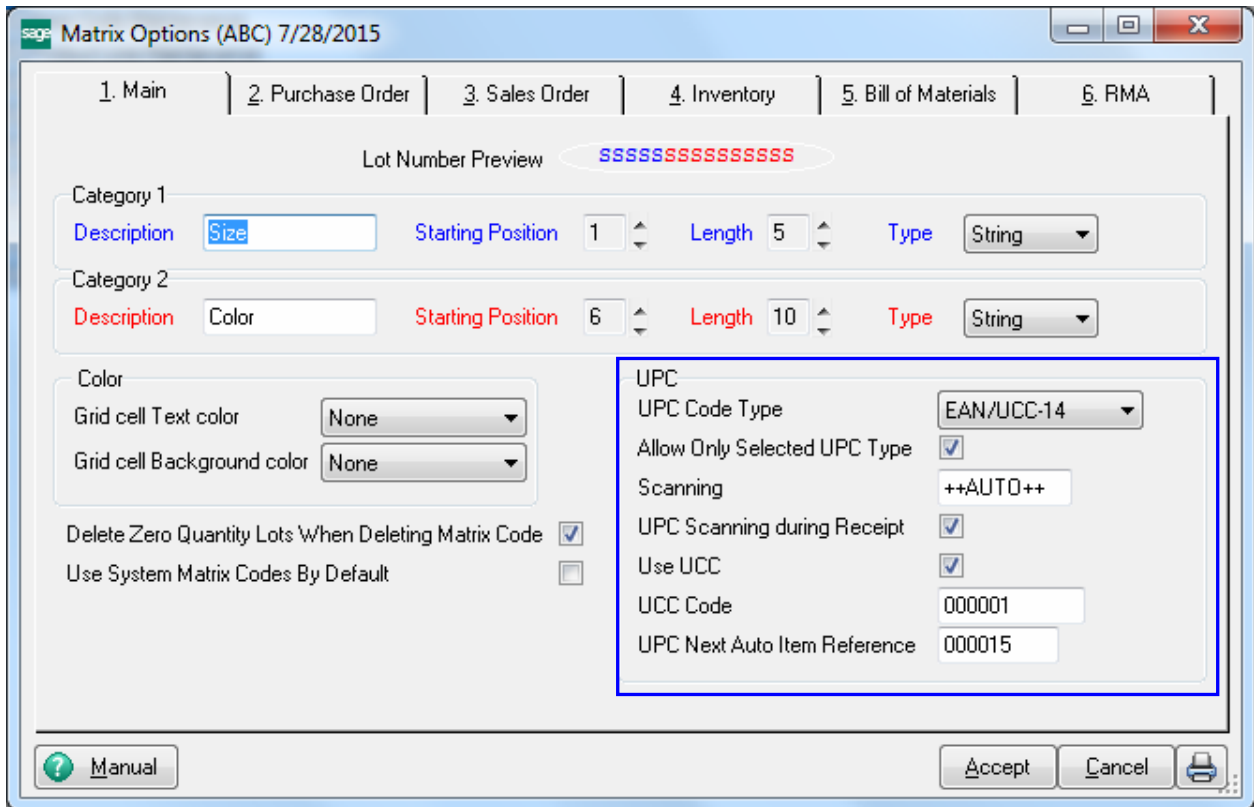 sage Matrix Options (ABC) 7/28/2015
1. Main 2. Purchase Order 3. Sales Order 4. Inventory 5. Bill of Materials 6. RMA
Lot Number Preview SSSSSSSSSSSSSSS
Category 1
Description Size Starting Position 1 Length 5 Type String
Category 2
Description Color Starting Position 6 Length 10 Type String
Color
Grid cell Text color None
Grid cell Background color None
Delete Zero Quantity Lots When Deleting Matrix Code
Use System Matrix Codes By Default
UPC
UPC Code Type EAN/UCC-14
Allow Only Selected UPC Type
Scanning ++AUTO++
UPC Scanning during Receipt
Use UCC
UCC Code 000001
UPC Next Auto Item Reference 000015
? Manual Accept Cancel